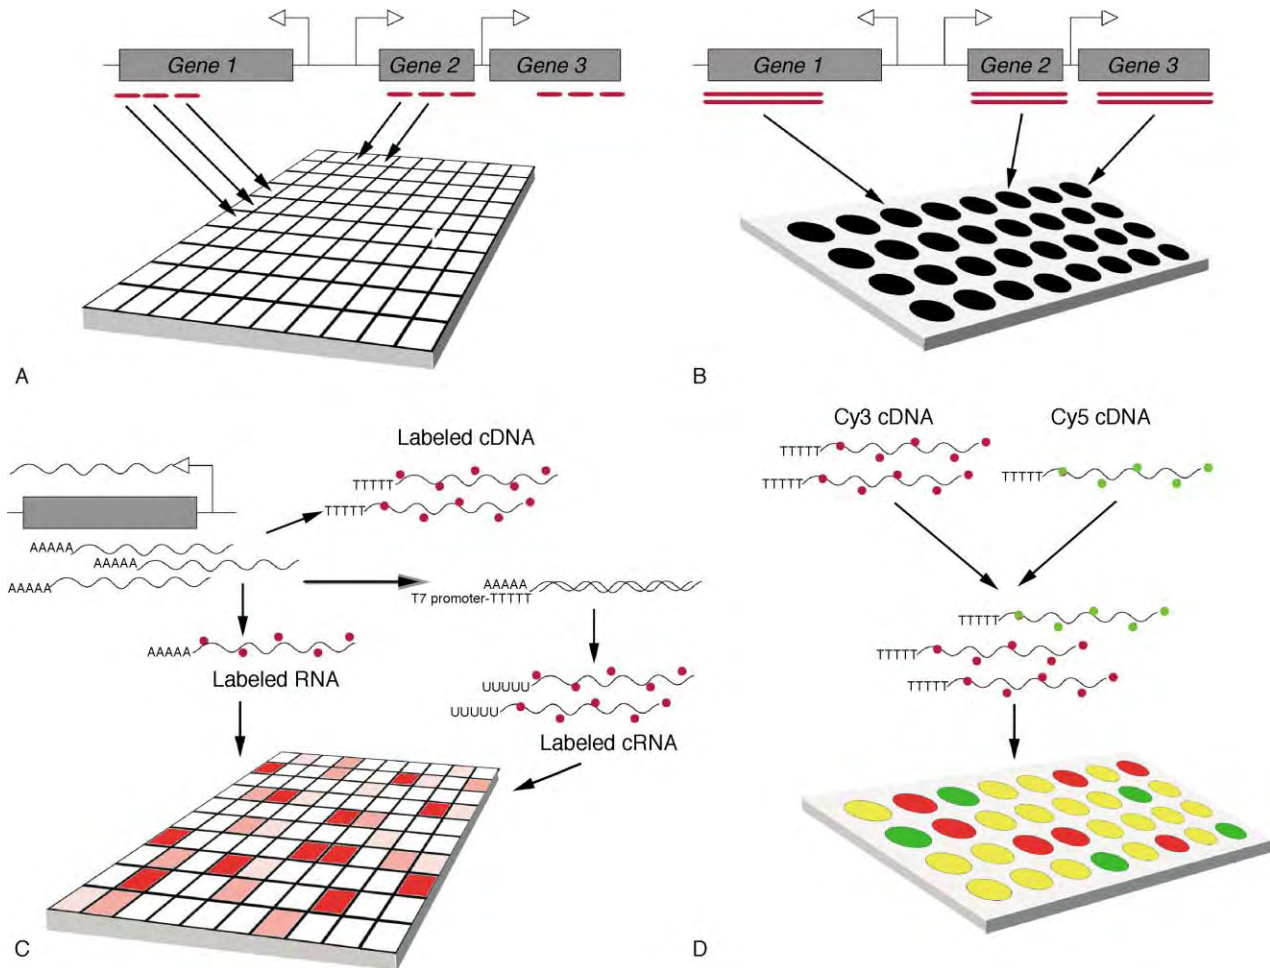 Gene 1 Gene 2 Gene 3
Gene 1 Gene 2 Gene 3
A
B
Labeled cDNA
TTTTT
TTTTT
AAAAA
AAAAA
AAAAA
AAAAA
T7 promoter-TTTTT
AAAAA
Labeled RNA
UUUUU
UUUUU
Labeled cRNA
C
Cy3 cDNA Cy5 cDNA
TTTTT
TTTTT
TTTTT
TTTTT
TTTTT
TTTTT
D